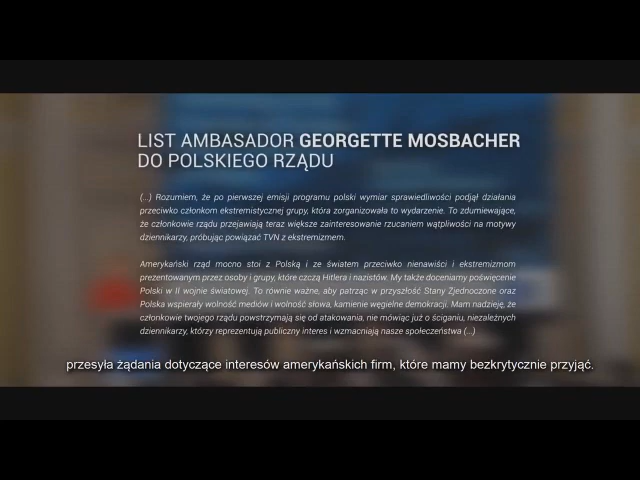 LIST AMBASADOR GEORGETTE MOSBACHER
DO POLSKIEGO RZĄDU
(...) Rozumiem, że po pierwszej emisji programu polski wymiar sprawiedliwości podjął działania
przeciwko członkom ekstremistycznej grupy, która zorganizowała to wydarzenie. To zdumiewające,
że członkowie rządu przejawiają teraz większe zainteresowanie rzucaniem wątpliwości na motywy
dziennikarzy, próbując powiązać TVN z ekstremizmem.
Amerykański rząd mocno stoi z Polską i ze światem przeciwko nienawiści i ekstremizmom
prezentowanym przez osoby i grupy, które czczą Hitlera i nazistów. My także doceniamy poświęcenie
Polski w II wojnie światowej. To równie ważne, aby patrząc w przyszłość Stany Zjednoczone oraz
Polska wspierały wolność mediów i wolność słowa, kamienie węgielne demokracji. Mam nadzieję, że
członkowie twojego rządu powstrzymają się od atakowania, nie mówiąc już o ściganiu, niezależnych
dziennikarzy, którzy reprezentują publiczny interes i wzmacniają nasze społeczeństwa (...)
przesyła żądania dotyczące interesów amerykańskich firm, które mamy bezkrytycznie przyjąć.